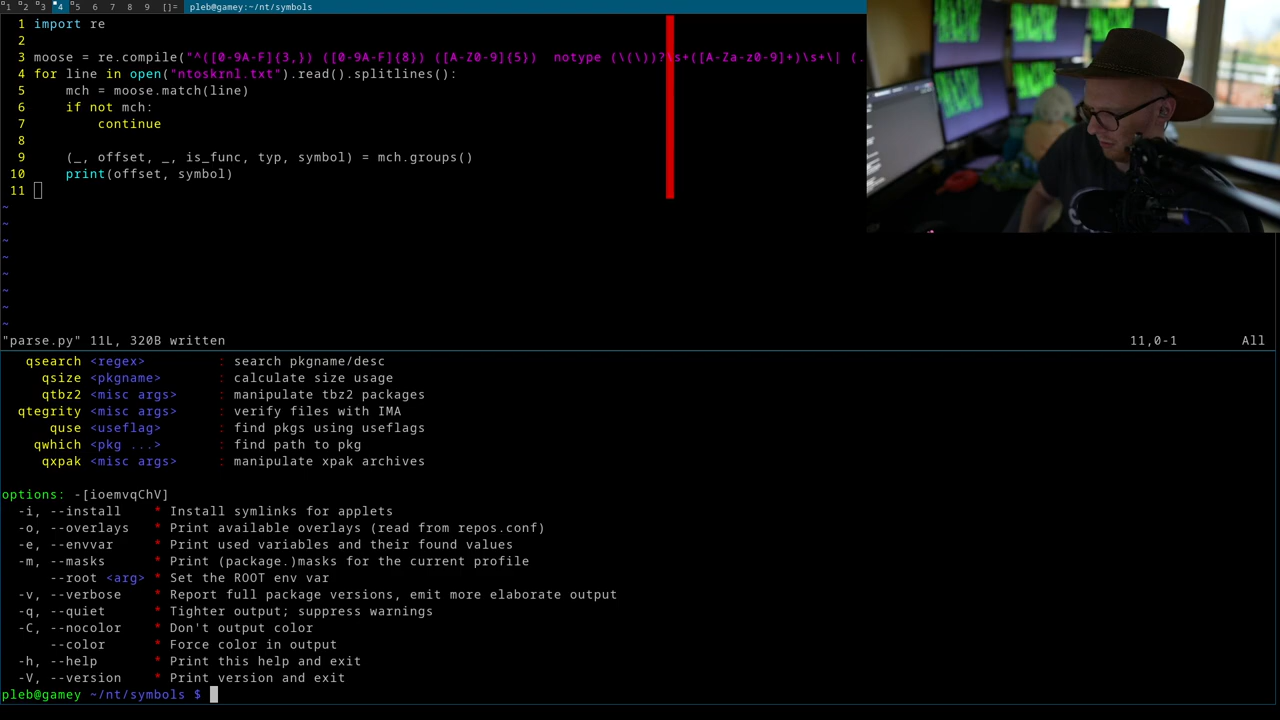 1 2 3 4 5 6 7 8 9 []= pleb@gamey:~/nt/symbols
1 import re
2
3 moose = re.compile("^([0-9A-F]{3,}) ([0-9A-F]{8}) ([A-Z0-9]{5})  notype (\(\))?\s+([A-Za-z0-9]+)\s+\| (.
4 for line in open("ntoskrnl.txt").read().splitlines():
5     mch = moose.match(line)
6     if not mch:
7         continue
8
9     (_, offset, _, is_func, typ, symbol) = mch.groups()
10     print(offset, symbol)
11
~
~
~
~
~
~
~
~
"parse.py" 11L, 320B written 11,0-1 All
qsearch <regex> : search pkgname/desc
qsize <pkgname> : calculate size usage
qtbz2 <misc args> : manipulate tbz2 packages
qtegrity <misc args> : verify files with IMA
quse <useflag> : find pkgs using useflags
qwhich <pkg ...> : find path to pkg
qxpak <misc args> : manipulate xpak archives
options: -[ioemvqChV]
-i, --install * Install symlinks for applets
-o, --overlays * Print available overlays (read from repos.conf)
-e, --envvar * Print used variables and their found values
-m, --masks * Print (package.)masks for the current profile
--root <arg> * Set the ROOT env var
-v, --verbose * Report full package versions, emit more elaborate output
-q, --quiet * Tighter output; suppress warnings
-C, --nocolor * Don't output color
--color * Force color in output
-h, --help * Print this help and exit
-V, --version * Print version and exit
pleb@gamey ~/nt/symbols $